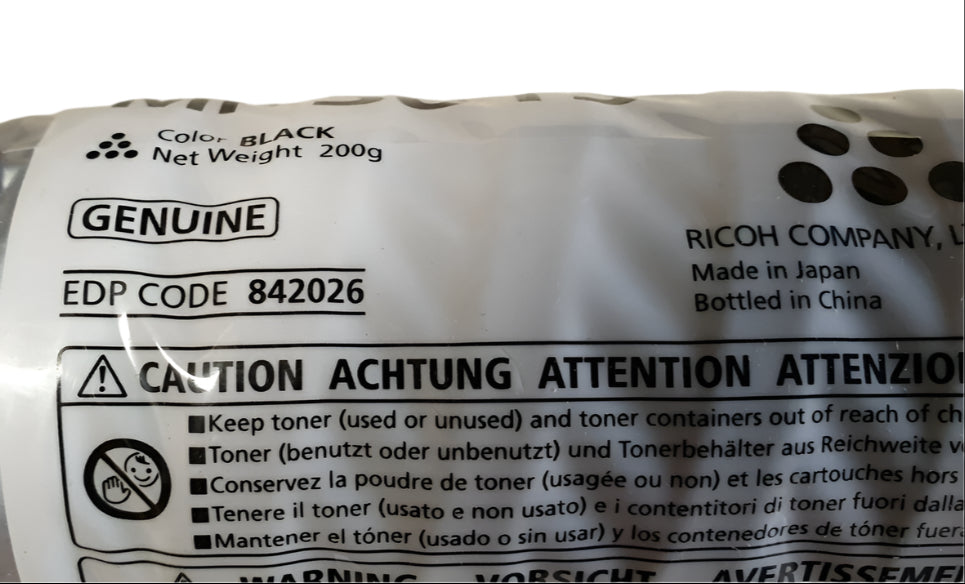 Color BLACK
Net Weight 200g
GENUINE
EDP CODE 842026
RICOH COMPANY,
Made in Japan
Bottled in China
CAUTION ACHTUNG ATTENTION
■Keep toner (used or unused) and toner containers out of reach of
■Toner (benutzt oder unbenutzt) und Tonerbehälter aus Reichweite
■Conservez la poudre de toner (usagée ou non) et les cartouches hors
■Tenere il toner (usato e non usato) e i contentitori di toner fuori dalla
■Mantener el tóner (usado o sin usar) y los contenedores de tóner
WARNING VORSICHT